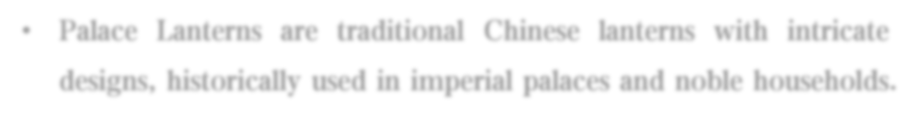 • Palace Lanterns are traditional Chinese lanterns with intricate
designs, historically used in imperial palaces and noble households.